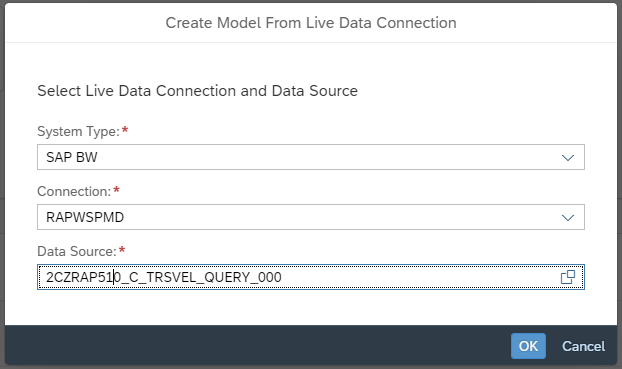 Create Model From Live Data Connection
Select Live Data Connection and Data Source
System Type:*
SAP BW
Connection:*
RAPWSPMD
Data Source:*
2CZRAP510_C_TRSVEL_QUERY_000
OK Cancel